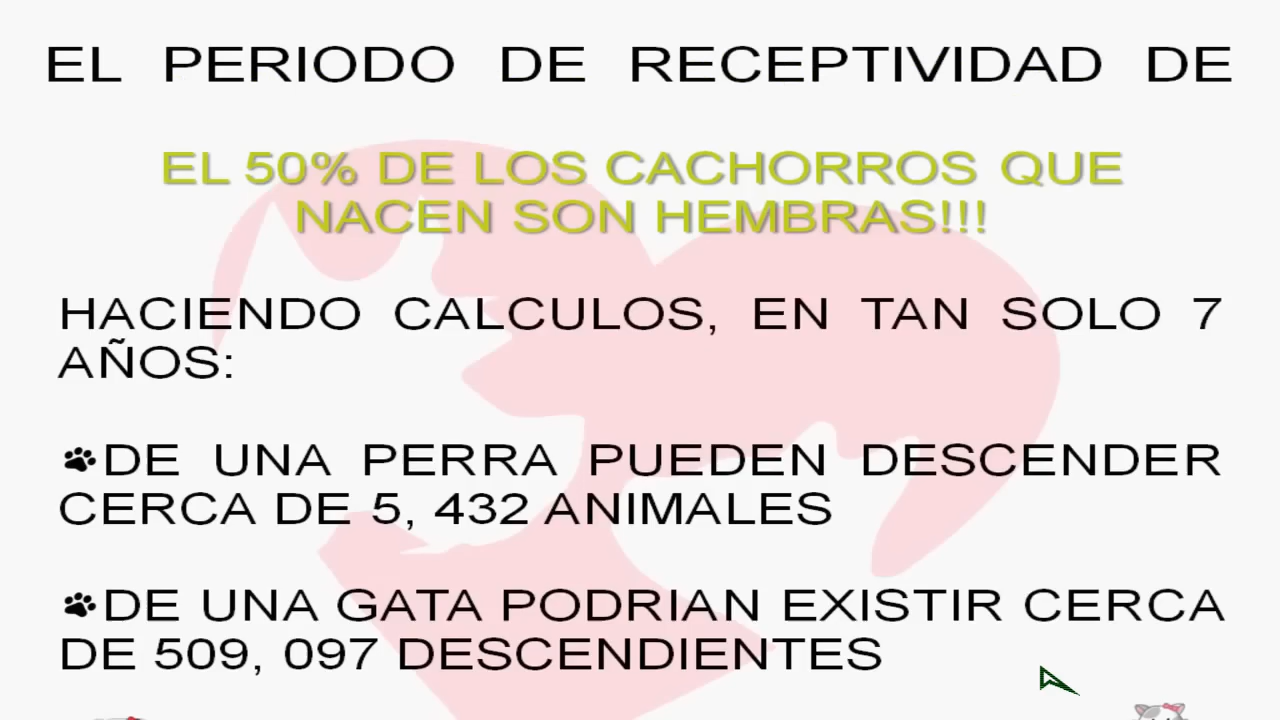 EL PERIODO DE RECEPTIVIDAD DE
EL 50% DE LOS CACHORROS QUE
NACEN SON HEMBRAS!!!
HACIENDO CALCULOS, EN TAN SOLO 7
AÑOS:
DE UNA PERRA PUEDEN DESCENDER
CERCA DE 5, 432 ANIMALES
DE UNA GATA PODRIAN EXISTIR CERCA
DE 509, 097 DESCENDIENTES